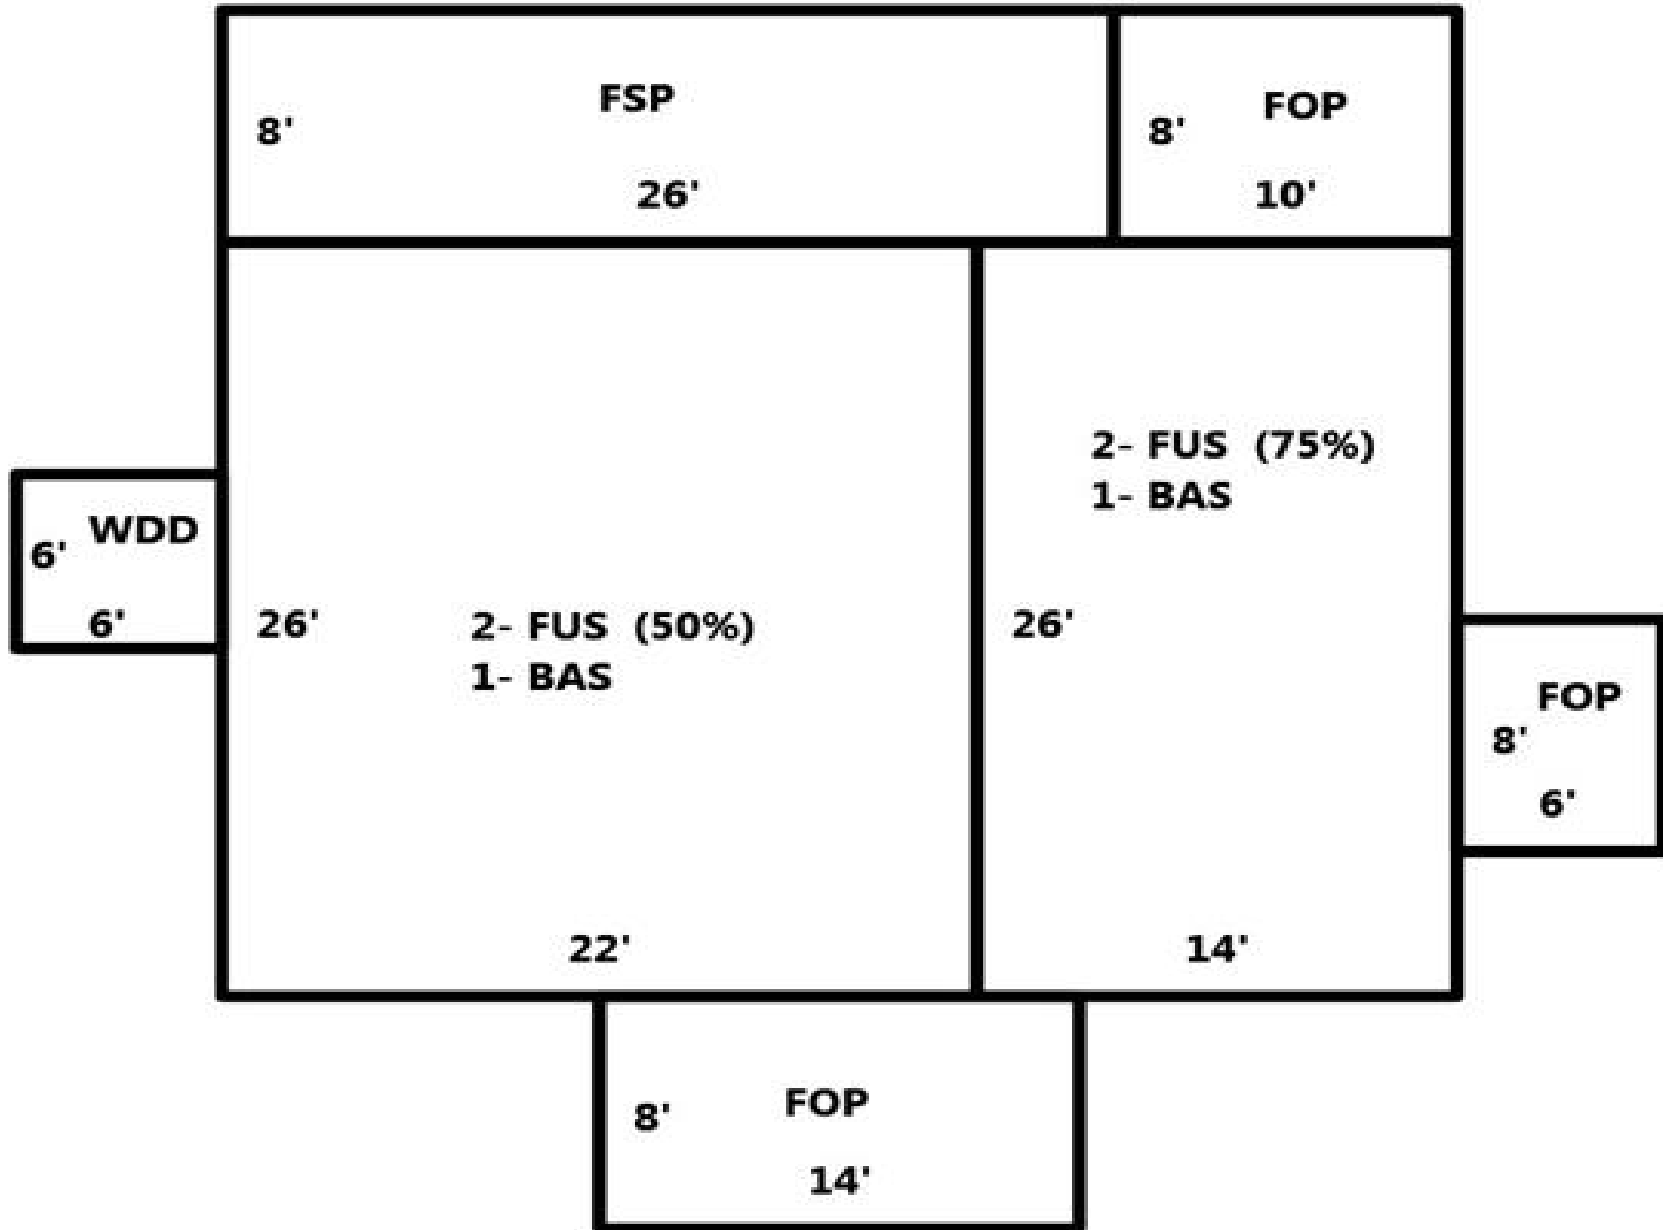 FSP
8'
26'
FOP
8'
10'
2- FUS (75%)
1- BAS
WDD
6'
6'
26'
2- FUS (50%)
1- BAS
26'
22'
14'
FOP
8'
6'
FOP
8'
14'